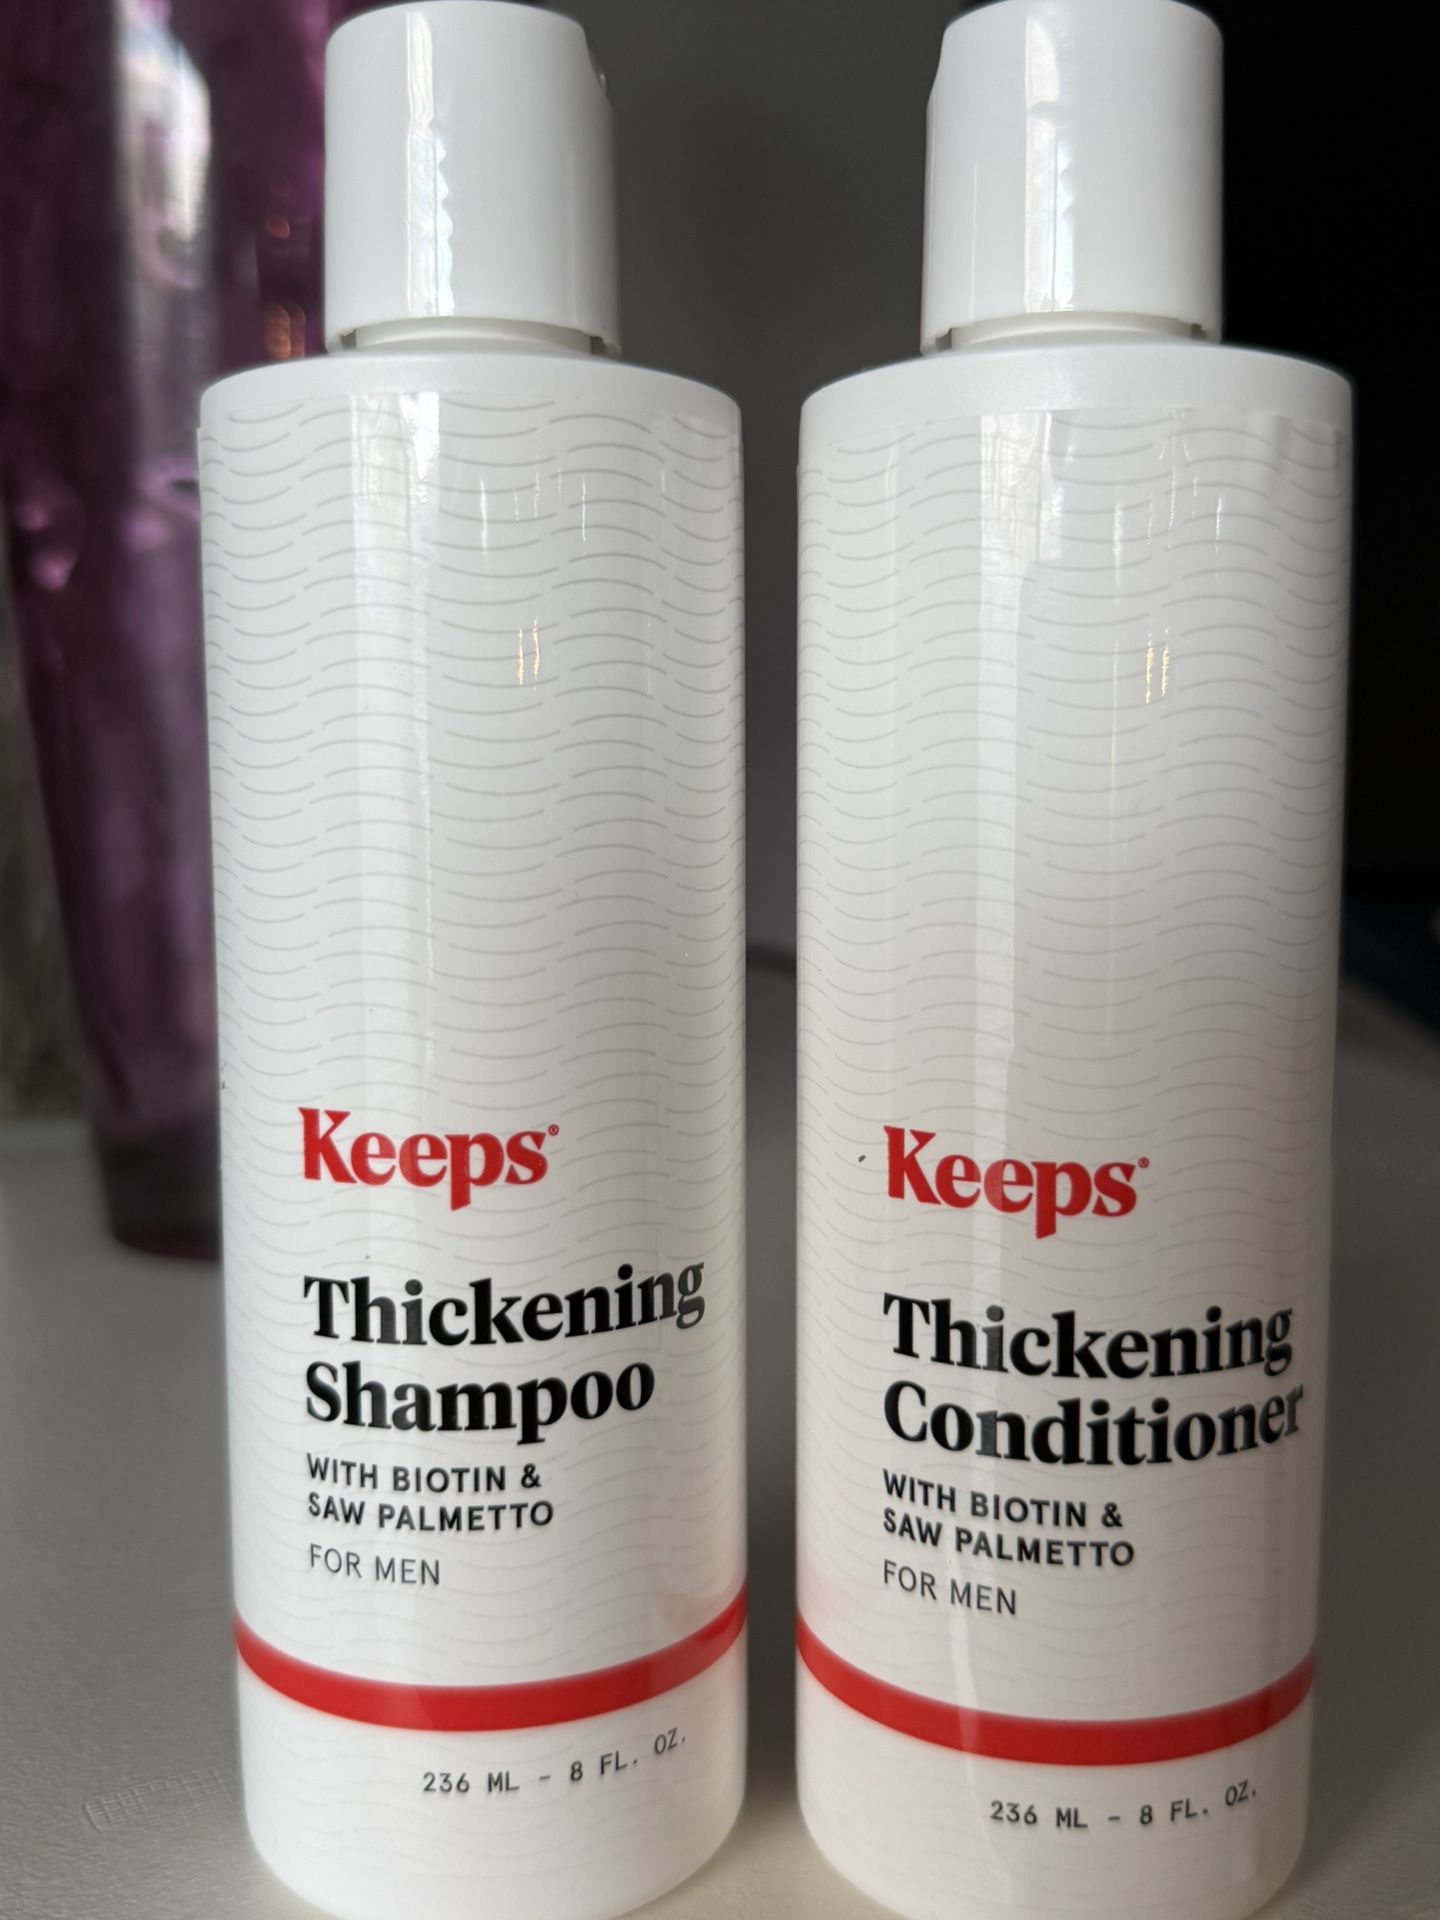 Keeps®
Thickening
Shampoo
WITH BIOTIN &
SAW PALMETTO
FOR MEN
236 ML - 8 FL. OZ.
Keeps®
Thickening
Conditioner
WITH BIOTIN &
SAW PALMETTO
FOR MEN
236 ML - 8 FL. OZ.